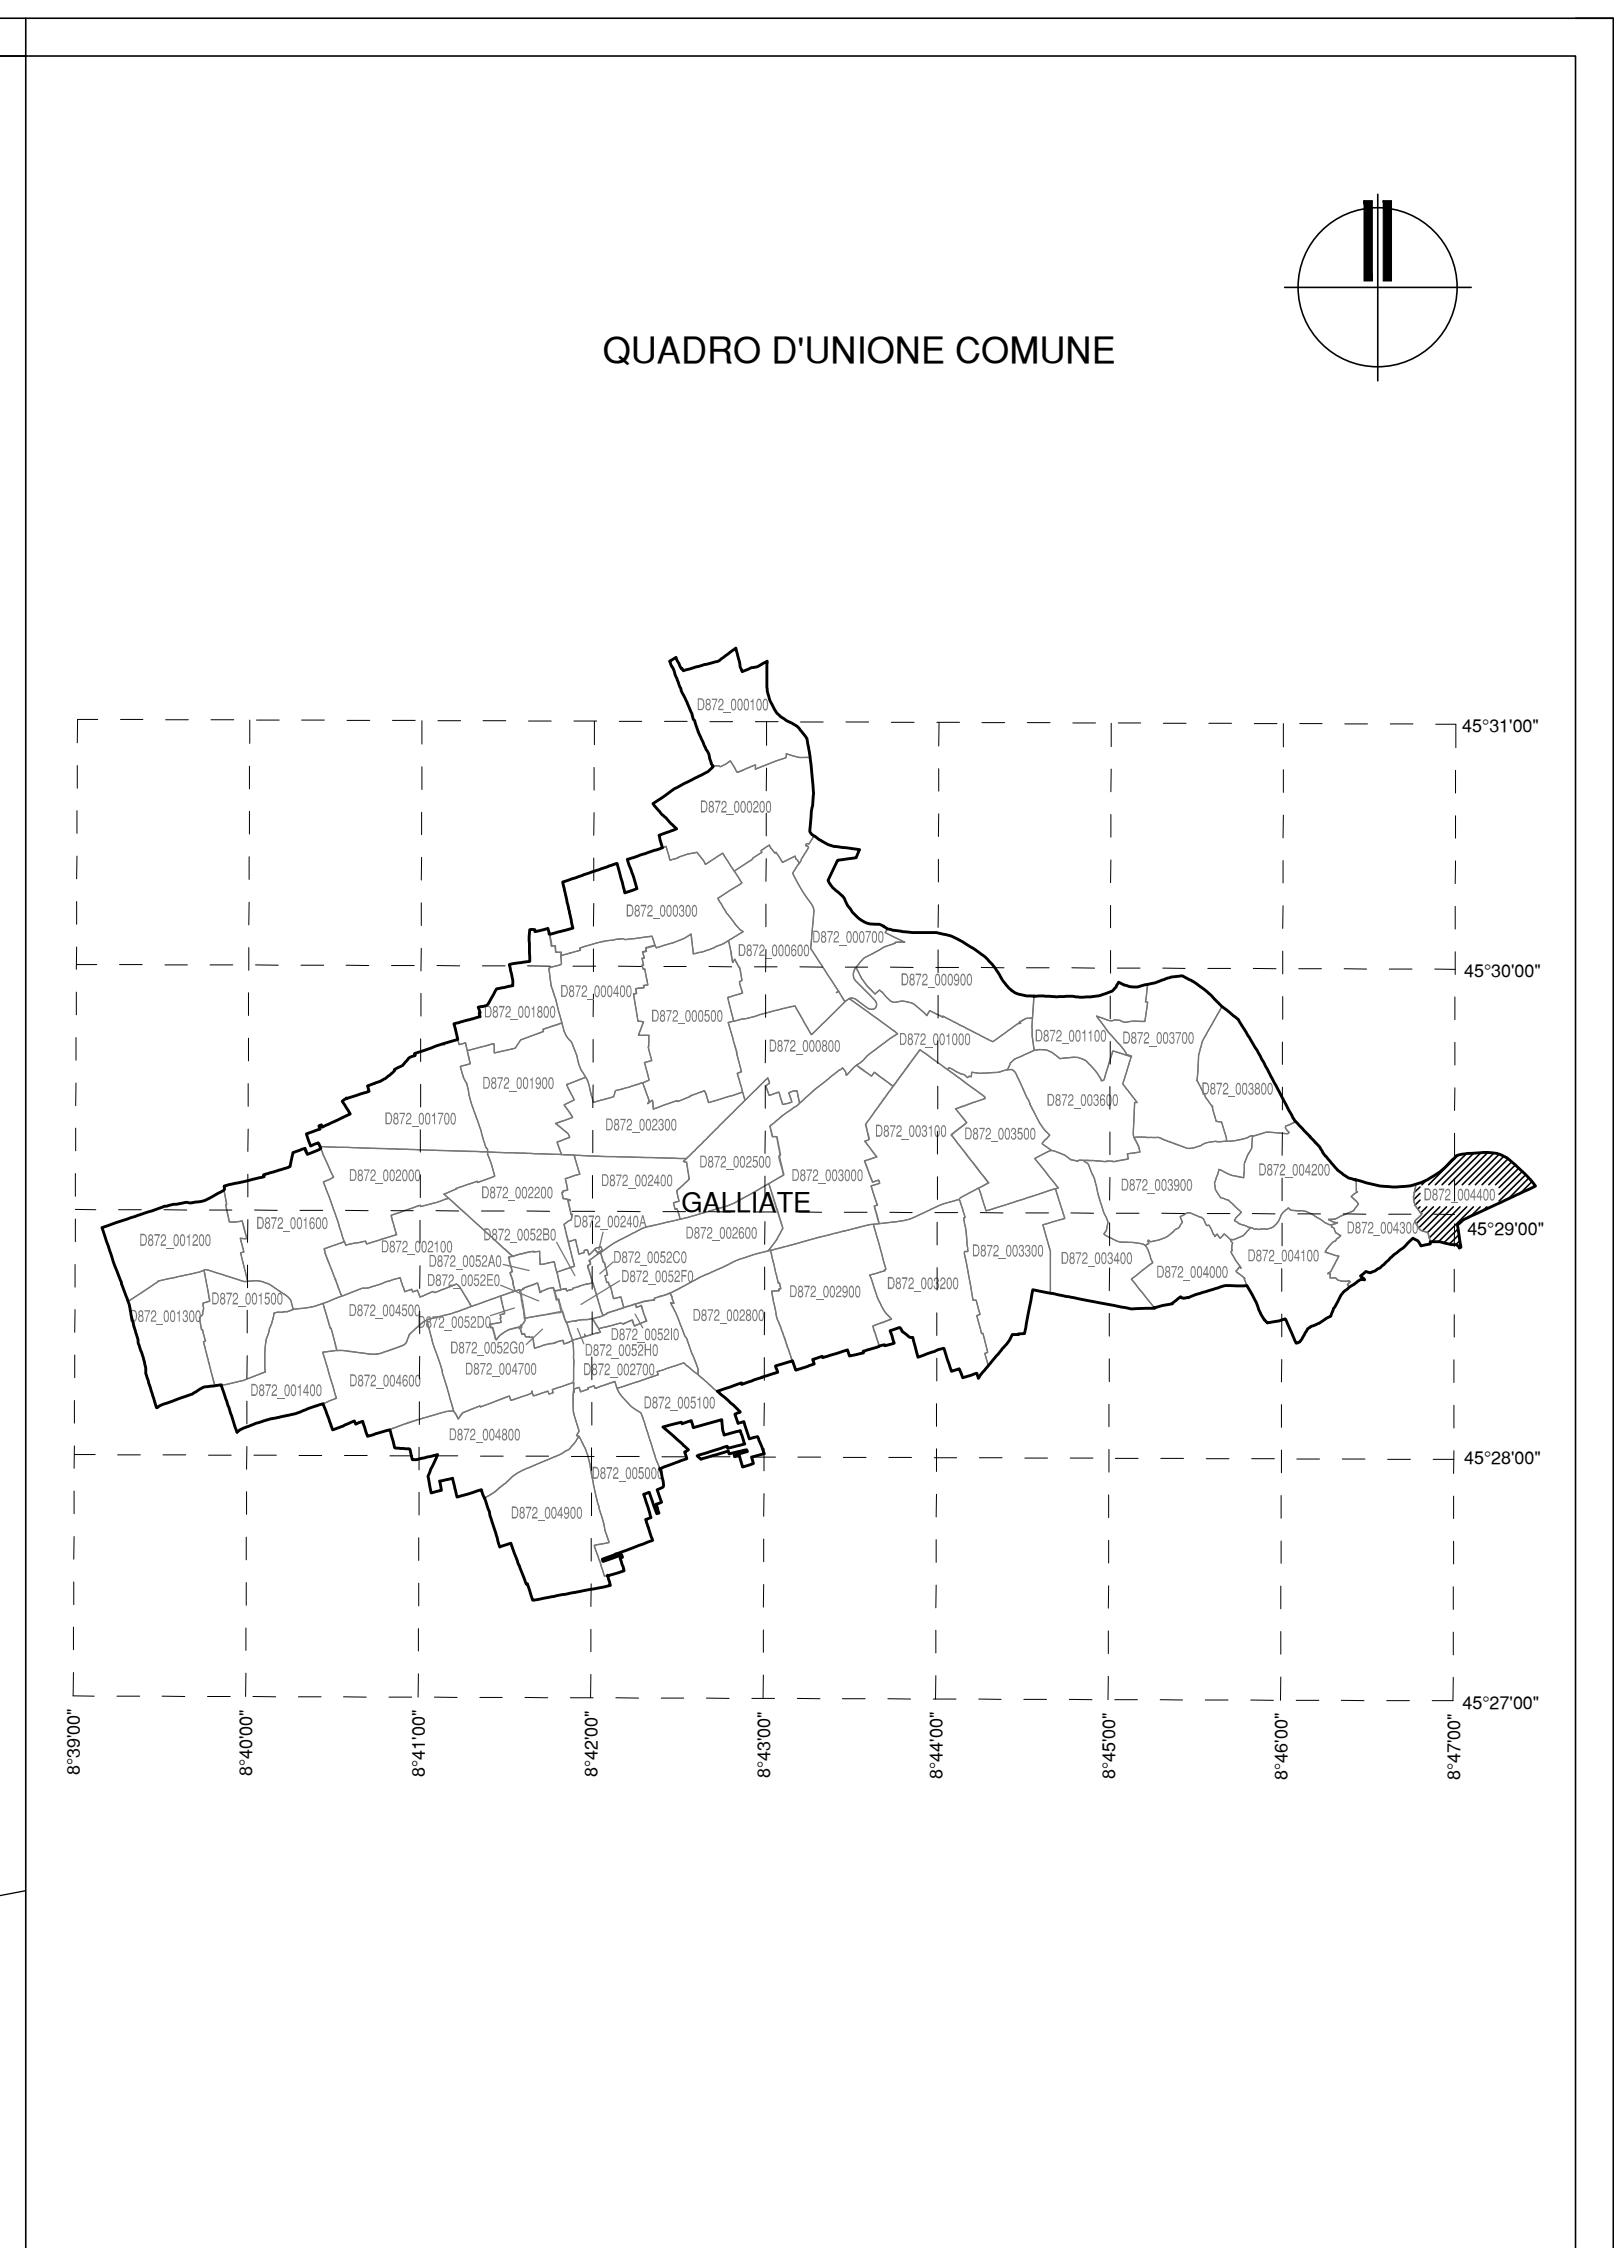 QUADRO D'UNIONE COMUNE
D872_000100
45°31'00"
D872_000200
D872_000300
D872_000700
D872_000600
45°30'00"
D872_000900
D872_000400
D872_001800
D872_000500
D872_001000
D872_001100
D872_003700
D872_000800
D872_001900
D872_003800
D872_003600
D872_001700
D872_002300
D872_003100
D872_003500
D872_002500
D872_004200
D872_002000
D872_003000
D872_002400
D872_003900
D872_002200
D872_004400
GALLIATE
D872_001600
D872_00240A
D872_004300
45°29'00"
D872_0052B0
D872_002600
D872_001200
D872_002100
D872_003300
D872_004100
D872_0052A0
D872_0052C0
D872_003400
D872_004000
D872_0052E0
D872_0052F0
D872_003200
D872_002900
D872_001500
D872_004500
D872_001300
D872_002800
D872_0052D0
D872_0052I0
D872_0052G0
D872_0052H0
D872_004700
D872_002700
D872_004600
D872_001400
D872_005100
D872_004800
45°28'00"
D872_005000
D872_004900
45°27'00"
8°39'00"
8°40'00"
8°41'00"
8°42'00"
8°43'00"
8°44'00"
8°45'00"
8°46'00"
8°47'00"